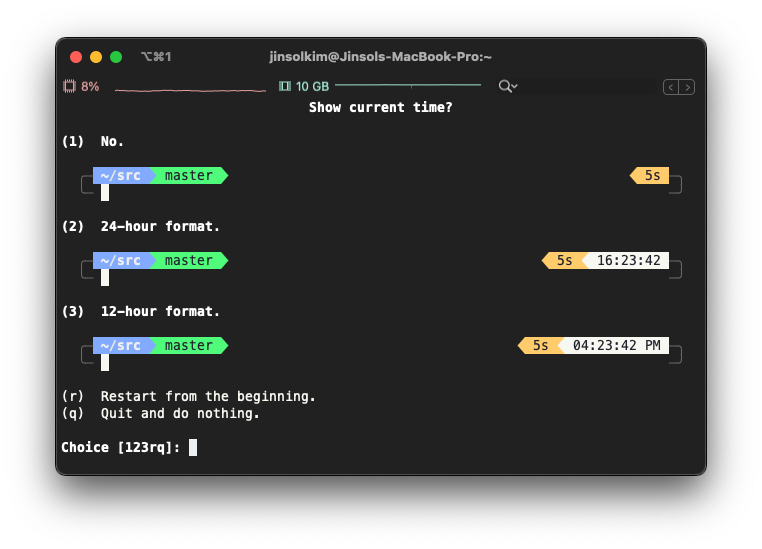 ⌥⌘1 jinsolkim@Jinsols-MacBook-Pro:~
8% 10 GB
Show current time?
(1) No.
~/src master 5s
(2) 24-hour format.
~/src master 5s 16:23:42
(3) 12-hour format.
~/src master 5s 04:23:42 PM
(r) Restart from the beginning.
(q) Quit and do nothing.
Choice [123rq]: